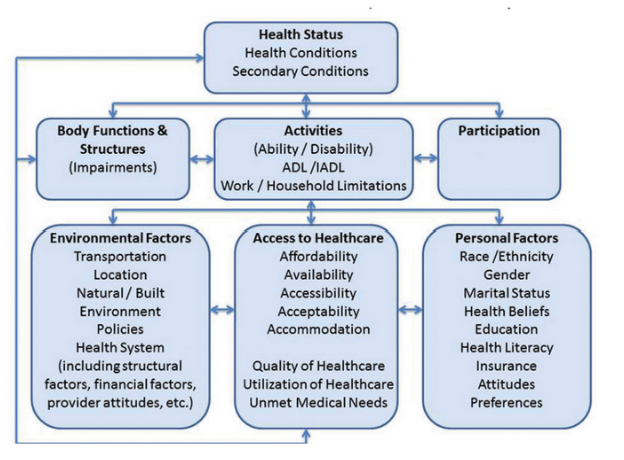 Health Status
Health Conditions
Secondary Conditions
Body Functions &
Structures
(Impairments)
Activities
(Ability / Disability)
ADL /IADL
Work / Household Limitations
Participation
Environmental Factors
Transportation
Location
Natural / Built
Environment
Policies
Health System
(including structural
factors, financial factors,
provider attitudes, etc.)
Access to Healthcare
Affordability
Availability
Accessibility
Acceptability
Accommodation
Quality of Healthcare
Utilization of Healthcare
Unmet Medical Needs
Personal Factors
Race /Ethnicity
Gender
Marital Status
Health Beliefs
Education
Health Literacy
Insurance
Attitudes
Preferences